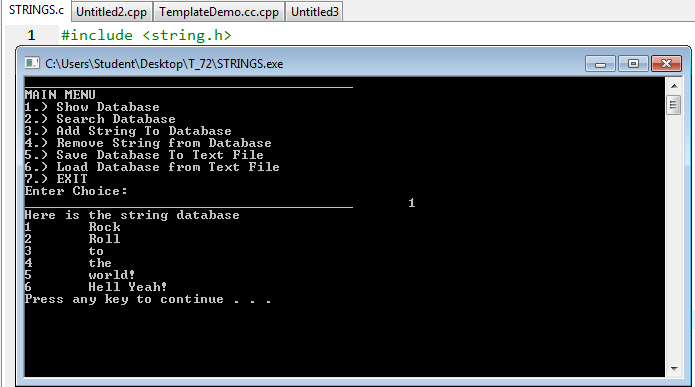 STRINGS.c Untitled2.cpp TemplateDemo.cc.cpp Untitled3
1 #include <string.h>
C:\Users\Student\Desktop\T_72\STRINGS.exe
MAIN MENU
1.> Show Database
2.> Search Database
3.> Add String To Database
4.> Remove String from Database
5.> Save Database To Text File
6.> Load Database from Text File
7.> EXIT
Enter Choice:
1
Here is the string database
1 Rock
2 Roll
3 to
4 the
5 world!
6 Hell Yeah!
Press any key to continue . . .